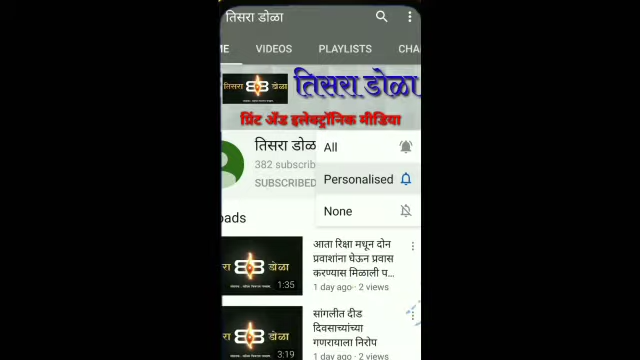 तिसरा डोळा
ME
VIDEOS
PLAYLISTS
CHA
तिसरा
डोळा
तिसरा डोळा
प्रिंट अँड इलेक्ट्रॉनिक मीडिया
तिसरा डोळ
382 subscrib
SUBSCRIBED
All
Personalised
None
oads
रा
डोळा
1:35
आता रिक्षा मधून दोन
प्रवाशांना घेऊन प्रवास
करण्यास मिळाली प...
1 day ago · 2 views
रा
डोळा
3:19
सांगलीत दीड
दिवसाच्यांच्या
गणरायाला निरोप
1 day ago · 2 views